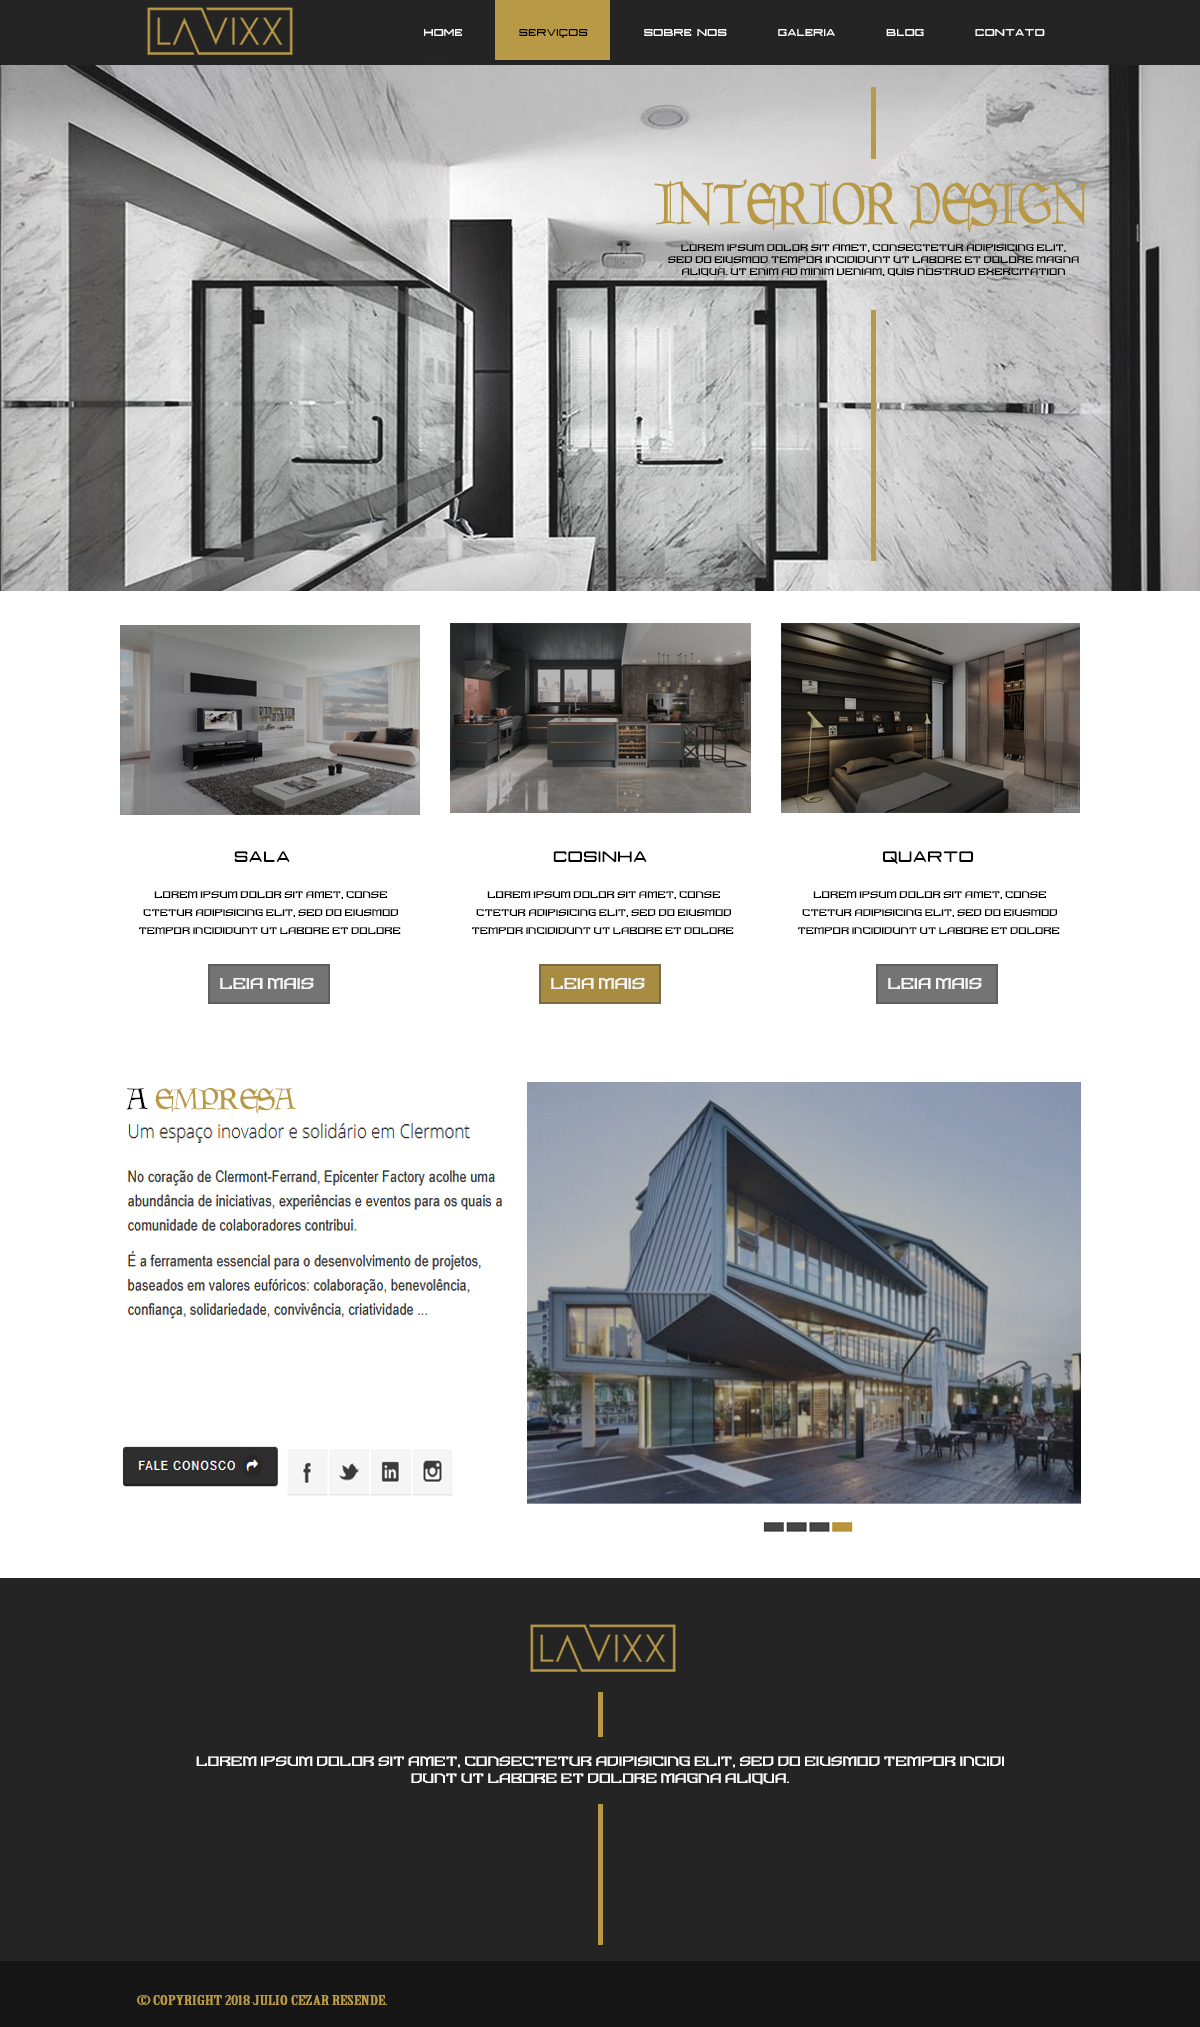 LAVIXX
HOME SERVIÇOS SOBRE NOS GALERIA BLOG CONTATO
INTERIOR DESIGN
LOREM IPSUM DOLOR SIT AMET, CONSECTETUR ADIPISICING ELIT,
SED DO EIUSMOD TEMPOR INCIDIDUNT UT LABORE ET DOLORE MAGNA
ALIQUA. UT ENIM AD MINIM VENIAM, QUIS NOSTRUD EXERCITATION
SALA
LOREM IPSUM DOLOR SIT AMET, CONSE
CTETUR ADIPISICING ELIT, SED DO EIUSMOD
TEMPOR INCIDIDUNT UT LABORE ET DOLORE
LEIA MAIS
COSINHA
LOREM IPSUM DOLOR SIT AMET, CONSE
CTETUR ADIPISICING ELIT, SED DO EIUSMOD
TEMPOR INCIDIDUNT UT LABORE ET DOLORE
LEIA MAIS
QUARTO
LOREM IPSUM DOLOR SIT AMET, CONSE
CTETUR ADIPISICING ELIT, SED DO EIUSMOD
TEMPOR INCIDIDUNT UT LABORE ET DOLORE
LEIA MAIS
A EMPRESA
Um espaço inovador e solidário em Clermont
No coração de Clermont-Ferrand, Epicenter Factory acolhe uma
abundância de iniciativas, experiências e eventos para os quais a
comunidade de colaboradores contribui.
É a ferramenta essencial para o desenvolvimento de projetos,
baseados em valores eufóricos: colaboração, benevolência,
confiança, solidariedade, convivência, criatividade ...
FALE CONOSCO
LAVIXX
LOREM IPSUM DOLOR SIT AMET, CONSECTETUR ADIPISICING ELIT, SED DO EIUSMOD TEMPOR INCIDI
DUNT UT LABORE ET DOLORE MAGNA ALIQUA.
© COPYRIGHT 2018 JULIO CEZAR RESENDE.